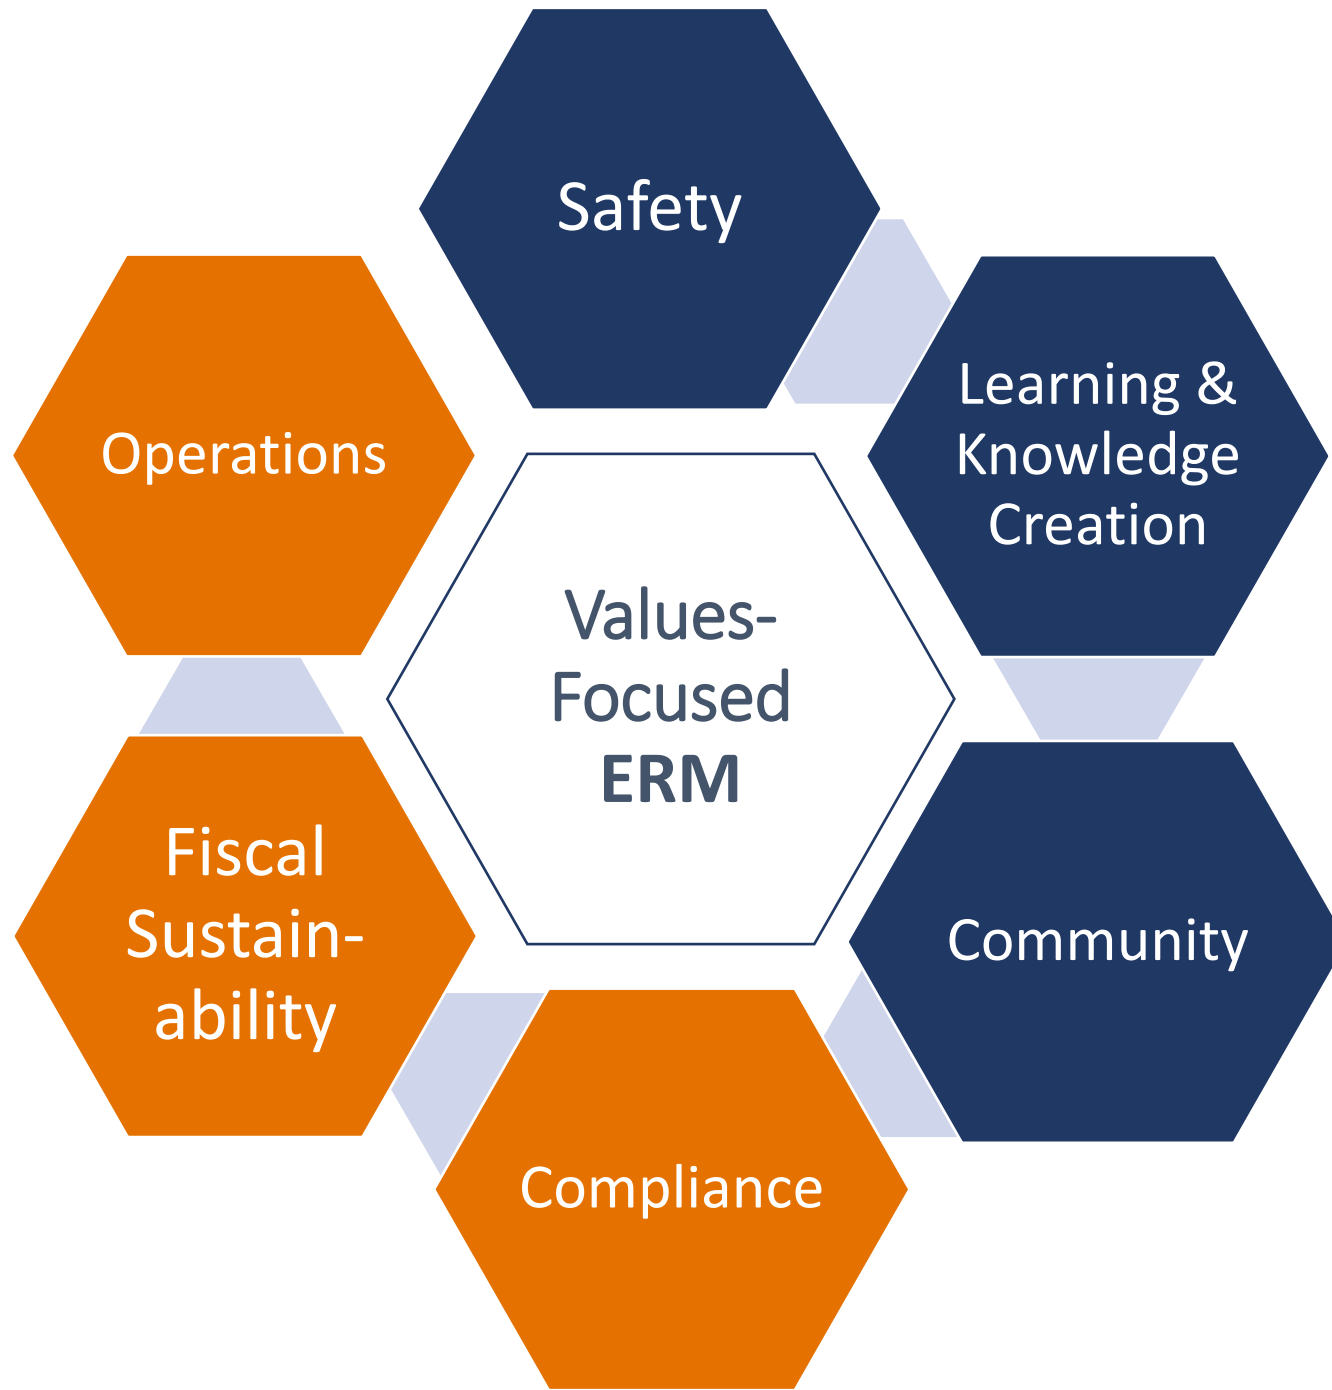 Safety
Learning &
Knowledge
Creation
Community
Compliance
Fiscal
Sustain-
ability
Operations
Values-
Focused
ERM